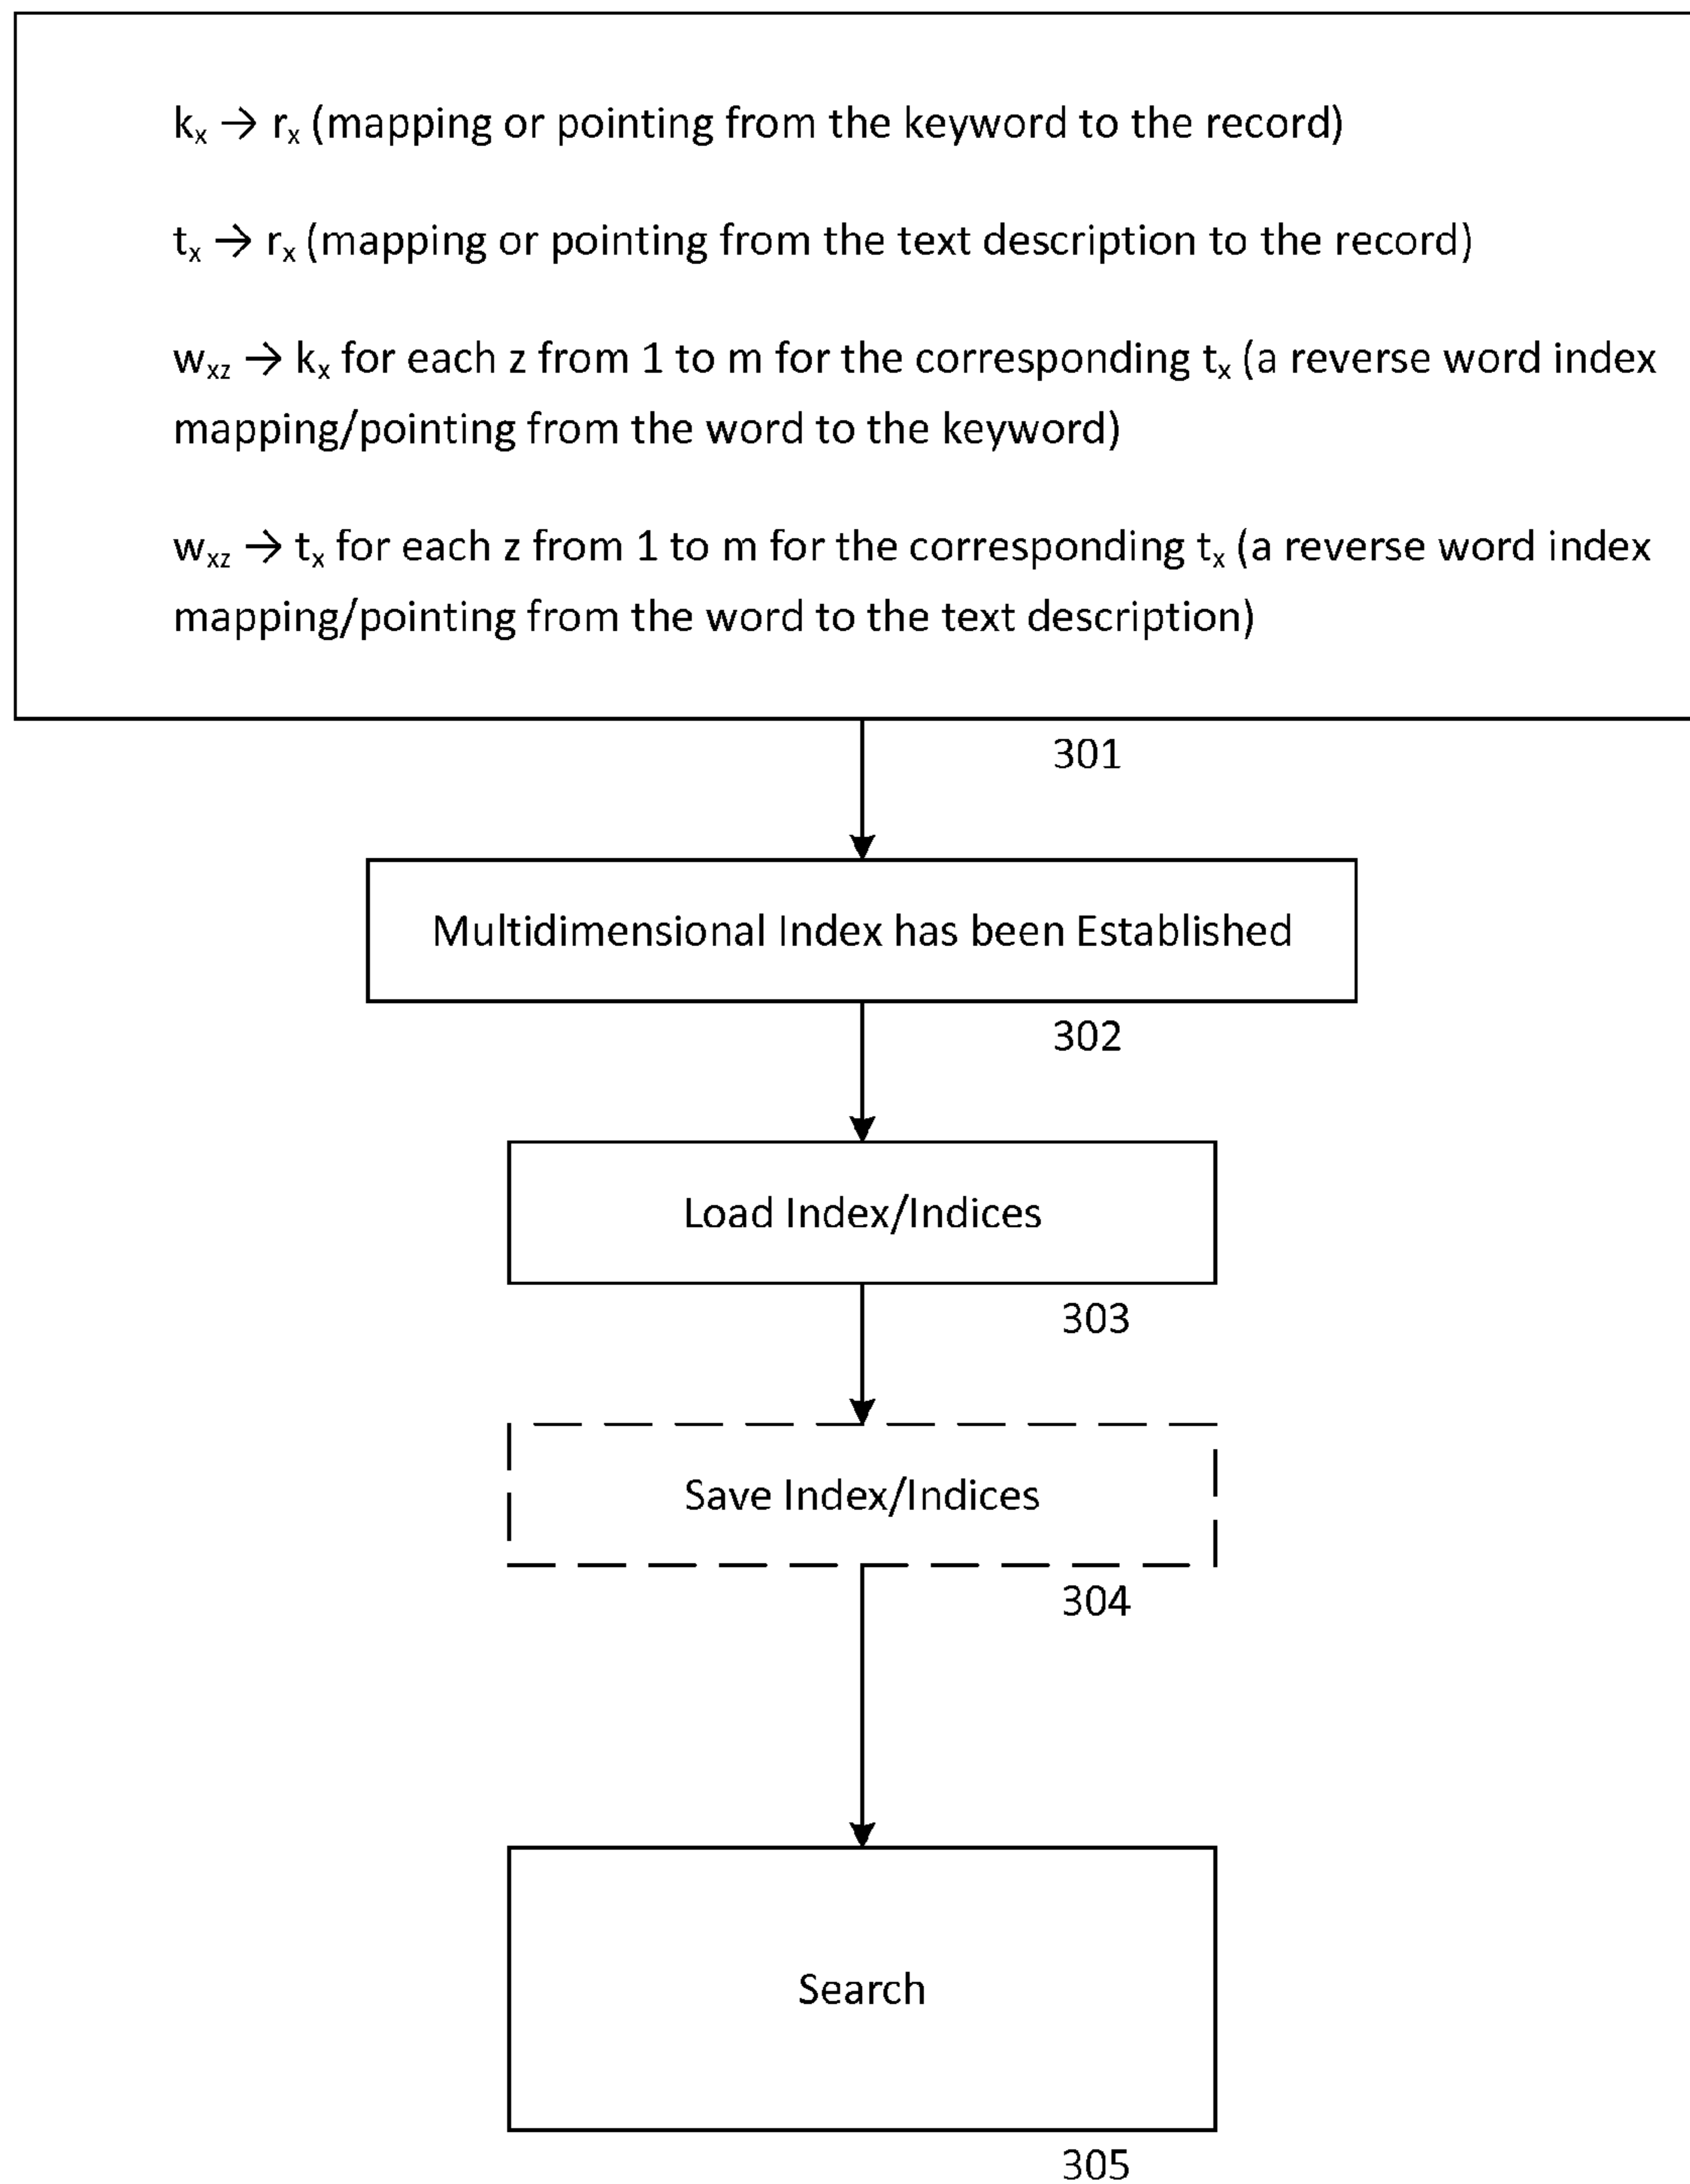 kₓ → rₓ (mapping or pointing from the keyword to the record)
tₓ → rₓ (mapping or pointing from the text description to the record)
w_xz → kₓ for each z from 1 to m for the corresponding tₓ (a reverse word index
mapping/pointing from the word to the keyword)
w_xz → tₓ for each z from 1 to m for the corresponding tₓ (a reverse word index
mapping/pointing from the word to the text description)
301
Multidimensional Index has been Established
302
Load Index/Indices
303
Save Index/Indices
304
Search
305